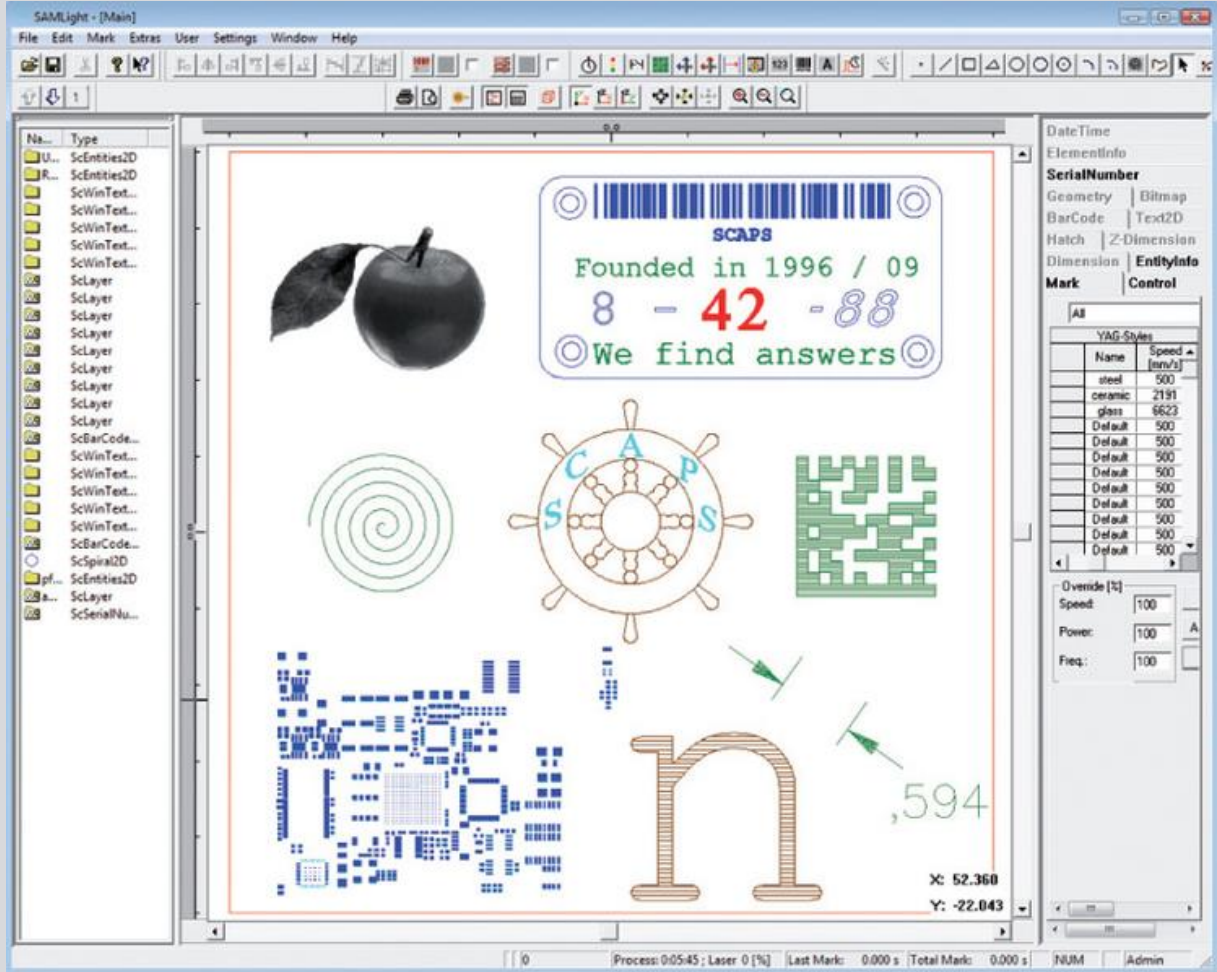 SAMLight - [Main]
File Edit Mark Extras User Settings Window Help
1
123 A
0.0
Na... Type
U... ScEntities2D
R... ScEntities2D
ScWinText...
ScWinText...
ScWinText...
ScWinText...
ScWinText...
ScLayer
ScLayer
ScLayer
ScLayer
ScLayer
ScLayer
ScLayer
ScLayer
ScLayer
ScBarCode...
ScWinText...
ScWinText...
ScWinText...
ScWinText...
ScWinText...
ScBarCode...
ScSpiral2D
pf... ScEntities2D
a... ScLayer
ScSerialNu...
0.0
SCAPS
Founded in 1996 / 09
8 - 42 -88
We find answers
SCAPS
n
,594
X: 52.360
Y: -22.043
DateTime
ElementInfo
SerialNumber
Geometry Bitmap
BarCode Text2D
Hatch Z-Dimension
Dimension EntityInfo
Mark Control
All
YAG-Styles
Name Speed [mm/s]
steel 500
ceramic 2191
glass 6623
Default 500
Default 500
Default 500
Default 500
Default 500
Default 500
Default 500
Default 500
Default 500
Override [%]
Speed: 100
Power: 100 A
Freq.: 100
0 Process: 0:05:45 ; Laser 0 [%] Last Mark: 0.000 s Total Mark: 0.000 s NUM Admin